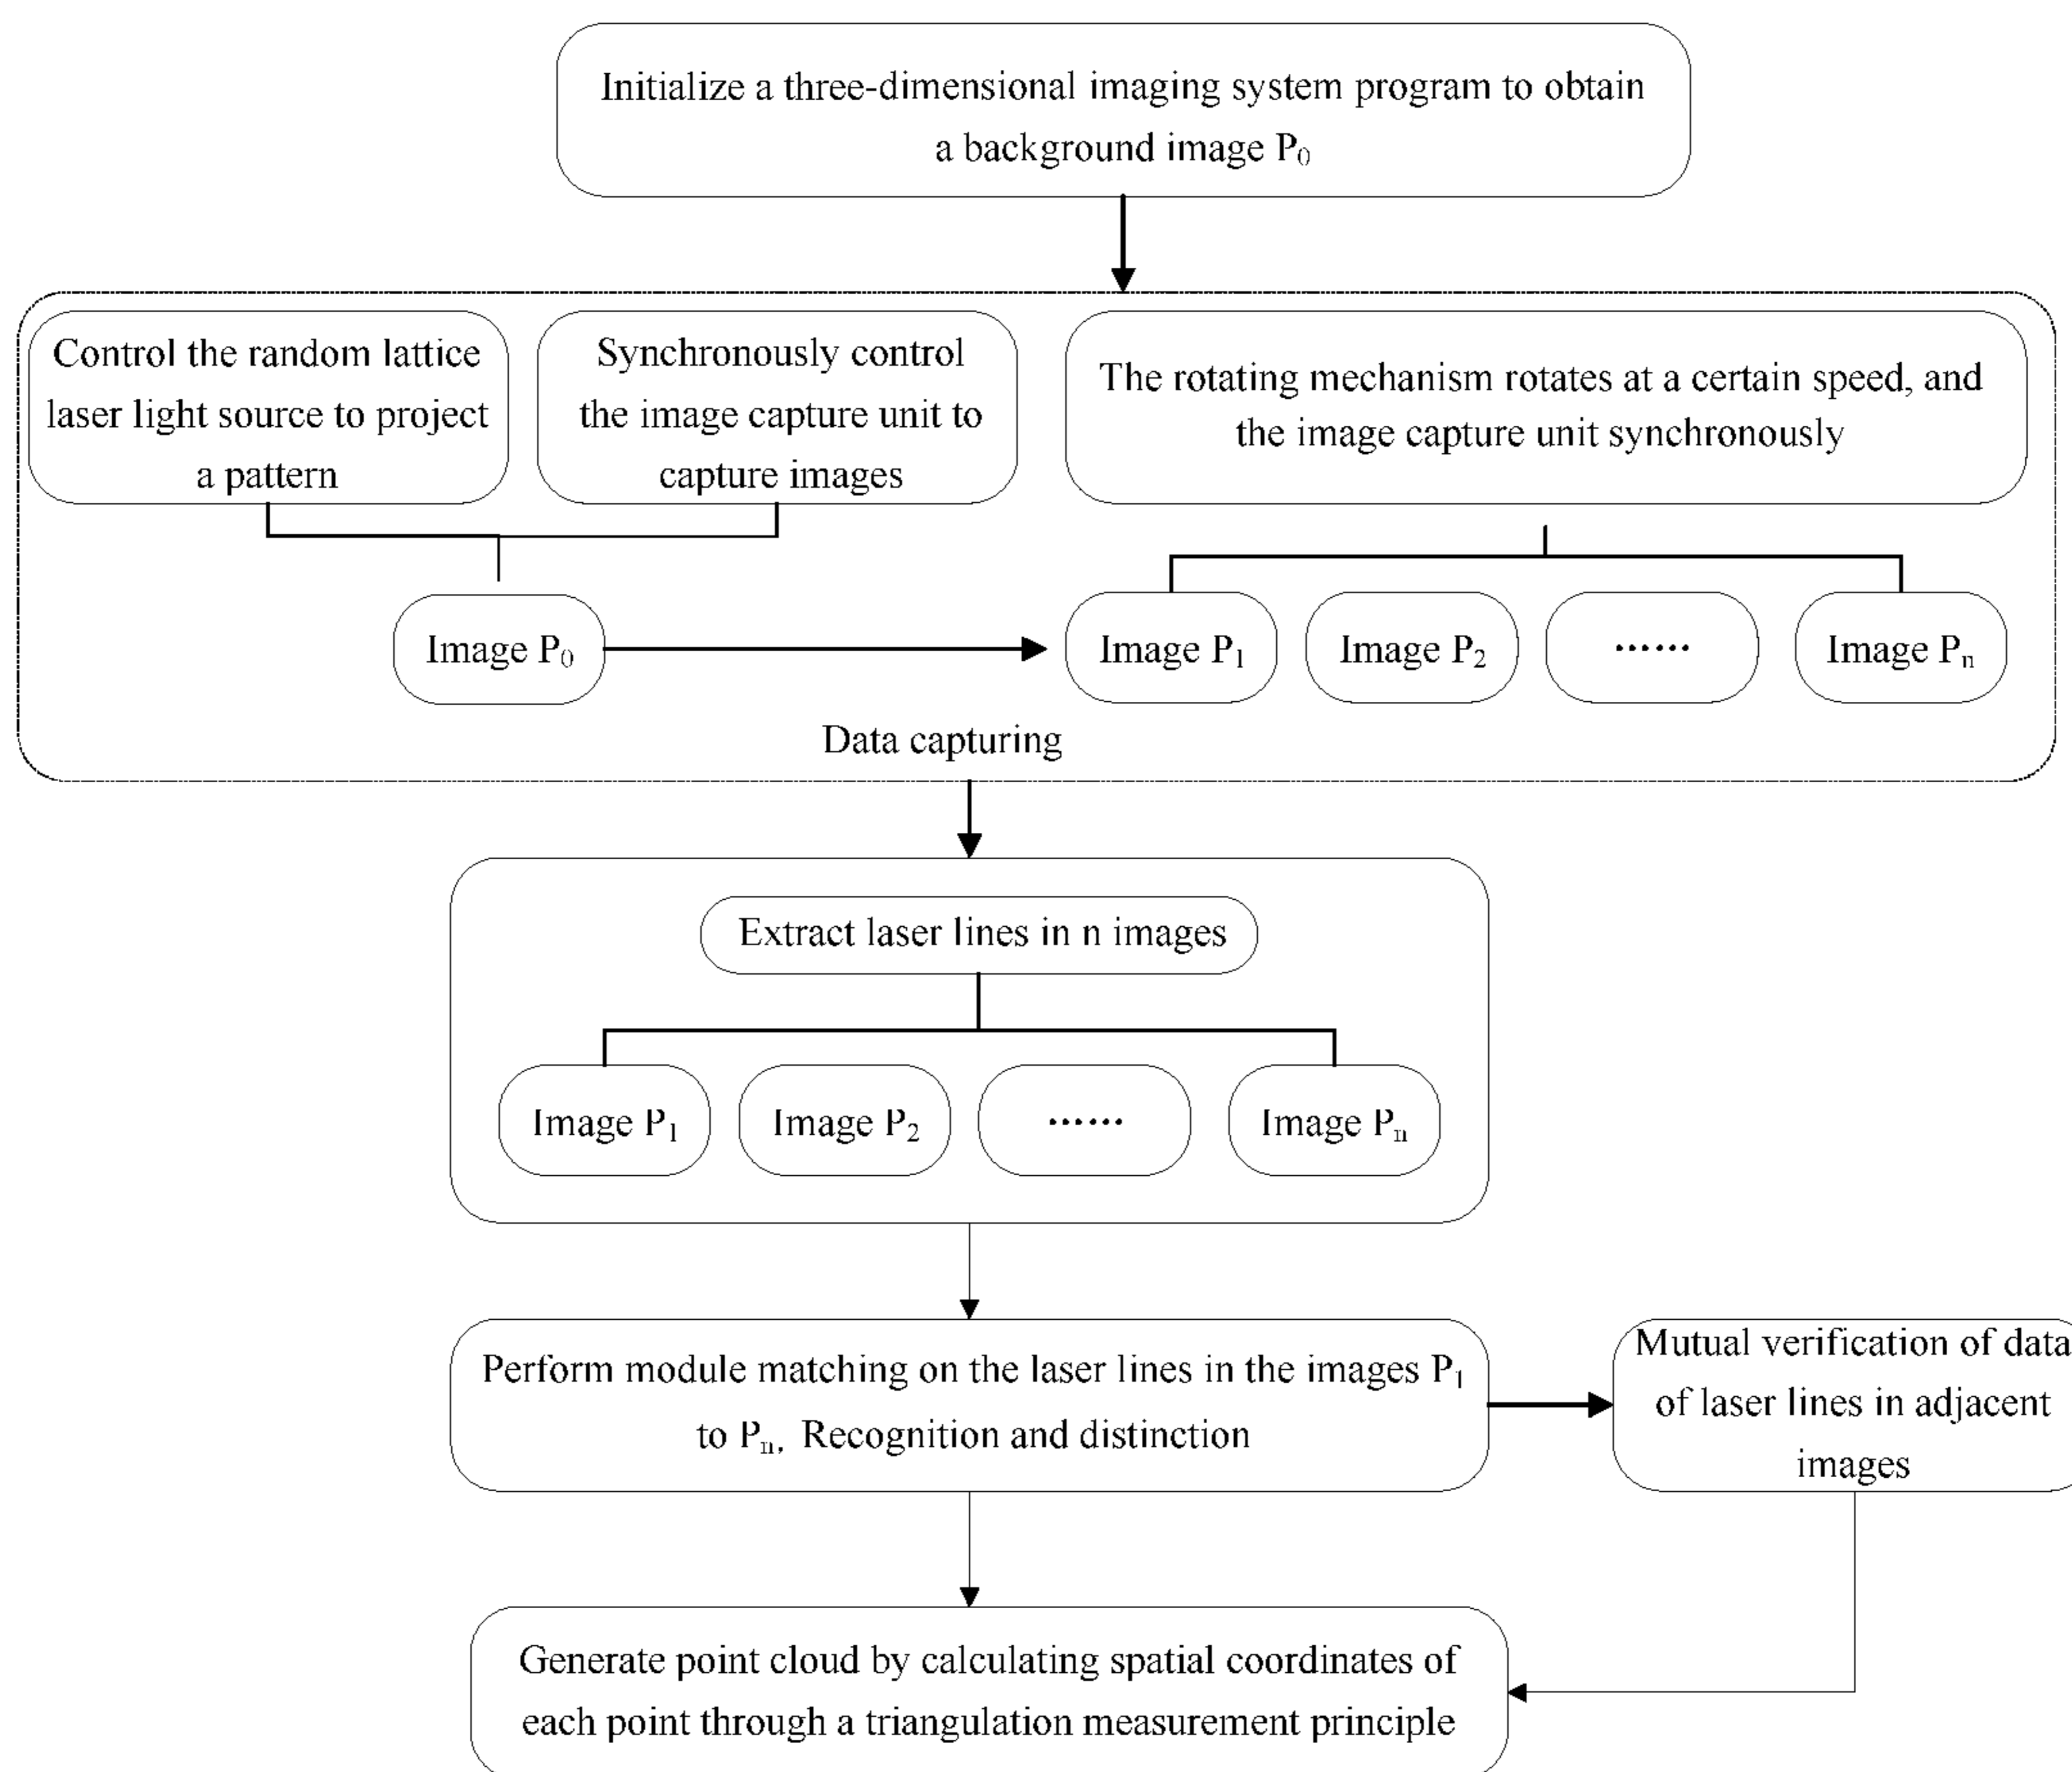 Initialize a three-dimensional imaging system program to obtain
a background image P₀
Control the random lattice
laser light source to project
a pattern
Synchronously control
the image capture unit to
capture images
The rotating mechanism rotates at a certain speed, and
the image capture unit synchronously
Image P₀
Image P₁
Image P₂
……
Image Pₙ
Data capturing
Extract laser lines in n images
Image P₁
Image P₂
……
Image Pₙ
Perform module matching on the laser lines in the images P₁
to Pₙ, Recognition and distinction
Mutual verification of data
of laser lines in adjacent
images
Generate point cloud by calculating spatial coordinates of
each point through a triangulation measurement principle